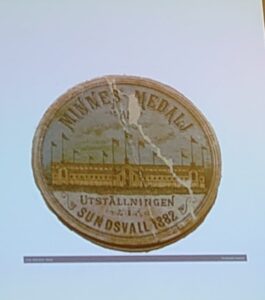 MINNES MEDALJ
UTSTÄLLNINGEN
SUNDSVALL 1882